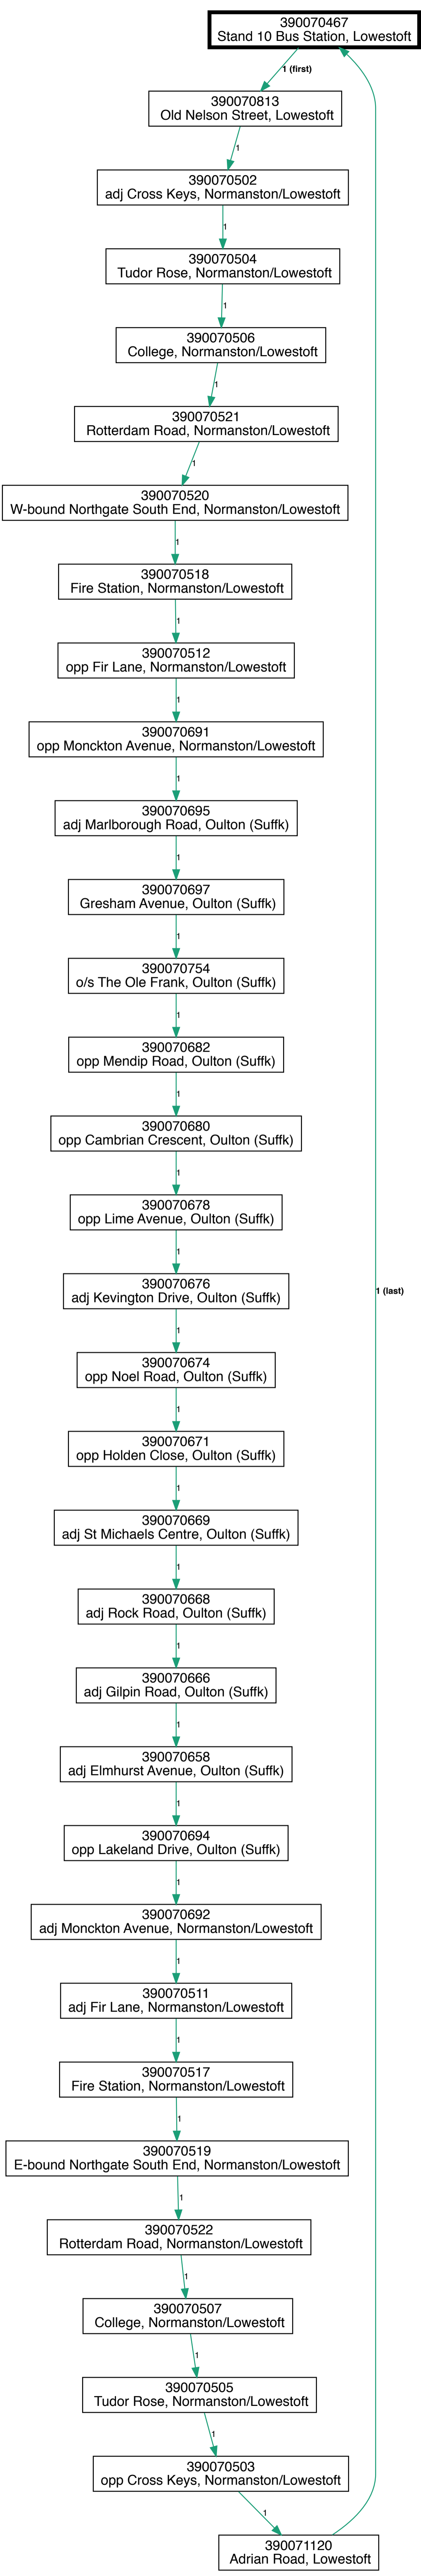 390070467
Stand 10 Bus Station, Lowestoft
1 (first)
390070813
Old Nelson Street, Lowestoft
1
390070502
adj Cross Keys, Normanston/Lowestoft
1
390070504
Tudor Rose, Normanston/Lowestoft
1
390070506
College, Normanston/Lowestoft
1
390070521
Rotterdam Road, Normanston/Lowestoft
1
390070520
W-bound Northgate South End, Normanston/Lowestoft
1
390070518
Fire Station, Normanston/Lowestoft
1
390070512
opp Fir Lane, Normanston/Lowestoft
1
390070691
opp Monckton Avenue, Normanston/Lowestoft
1
390070695
adj Marlborough Road, Oulton (Suffk)
1
390070697
Gresham Avenue, Oulton (Suffk)
1
390070754
o/s The Ole Frank, Oulton (Suffk)
1
390070682
opp Mendip Road, Oulton (Suffk)
1
390070680
opp Cambrian Crescent, Oulton (Suffk)
1
390070678
opp Lime Avenue, Oulton (Suffk)
1
390070676
adj Kevington Drive, Oulton (Suffk)
1 (last)
1
390070674
opp Noel Road, Oulton (Suffk)
1
390070671
opp Holden Close, Oulton (Suffk)
1
390070669
adj St Michaels Centre, Oulton (Suffk)
1
390070668
adj Rock Road, Oulton (Suffk)
1
390070666
adj Gilpin Road, Oulton (Suffk)
1
390070658
adj Elmhurst Avenue, Oulton (Suffk)
1
390070694
opp Lakeland Drive, Oulton (Suffk)
1
390070692
adj Monckton Avenue, Normanston/Lowestoft
1
390070511
adj Fir Lane, Normanston/Lowestoft
1
390070517
Fire Station, Normanston/Lowestoft
1
390070519
E-bound Northgate South End, Normanston/Lowestoft
1
390070522
Rotterdam Road, Normanston/Lowestoft
1
390070507
College, Normanston/Lowestoft
1
390070505
Tudor Rose, Normanston/Lowestoft
1
390070503
opp Cross Keys, Normanston/Lowestoft
1
390071120
Adrian Road, Lowestoft